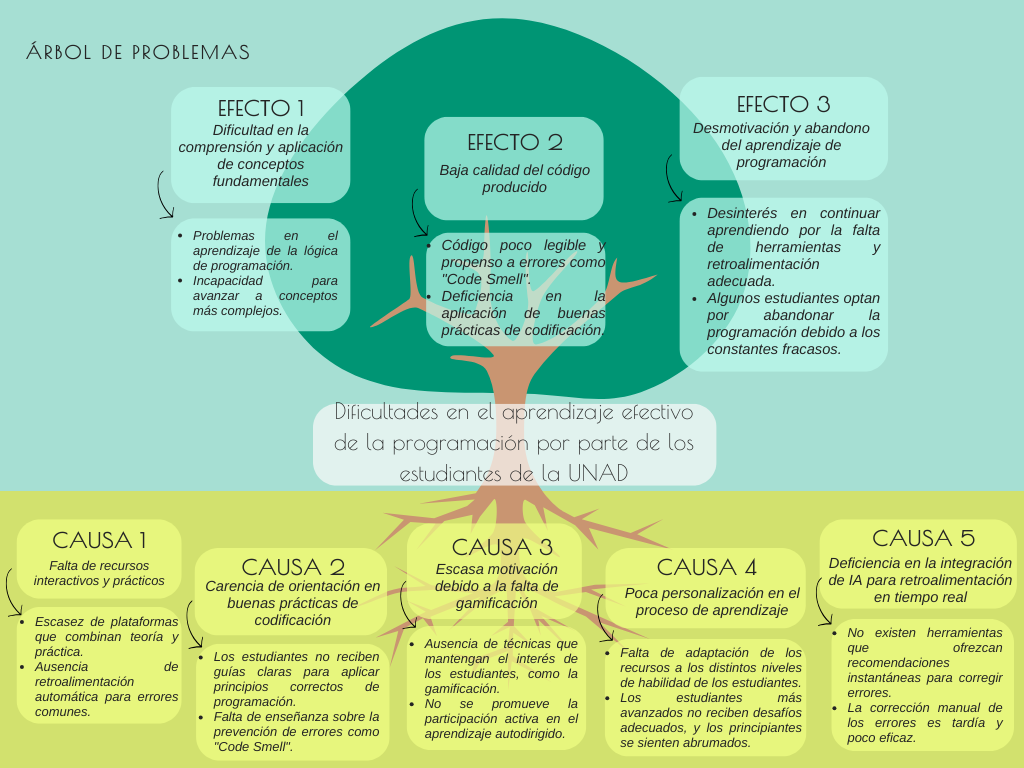 ÁRBOL DE PROBLEMAS
EFECTO 1
Dificultad en la
comprensión y aplicación
de conceptos
fundamentales
• Problemas en el
aprendizaje de la lógica
de programación.
• Incapacidad para
avanzar a conceptos
más complejos.
EFECTO 2
Baja calidad del código
producido
• Código poco legible y
propenso a errores como
"Code Smell".
• Deficiencia en la
aplicación de buenas
prácticas de codificación.
EFECTO 3
Desmotivación y abandono
del aprendizaje de
programación
• Desinterés en continuar
aprendiendo por la falta
de herramientas y
retroalimentación
adecuada.
• Algunos estudiantes optan
por abandonar la
programación debido a los
constantes fracasos.
Dificultades en el aprendizaje efectivo
de la programación por parte de los
estudiantes de la UNAD
CAUSA 1
Falta de recursos
interactivos y prácticos
• Escasez de plataformas
que combinan teoría y
práctica.
• Ausencia de
retroalimentación
automática para errores
comunes.
CAUSA 2
Carencia de orientación en
buenas prácticas de
codificación
• Los estudiantes no reciben
guías claras para aplicar
principios correctos de
programación.
• Falta de enseñanza sobre la
prevención de errores como
"Code Smell".
CAUSA 3
Escasa motivación
debido a la falta de
gamificación
• Ausencia de técnicas que
mantengan el interés de
los estudiantes, como la
gamificación.
• No se promueve la
participación activa en el
aprendizaje autodirigido.
CAUSA 4
Poca personalización en el
proceso de aprendizaje
• Falta de adaptación de los
recursos a los distintos niveles
de habilidad de los estudiantes.
• Los estudiantes más
avanzados no reciben desafíos
adecuados, y los principiantes
se sienten abrumados.
CAUSA 5
Deficiencia en la integración
de IA para retroalimentación
en tiempo real
• No existen herramientas
que ofrezcan
recomendaciones
instantáneas para corregir
errores.
• La corrección manual de
los errores es tardía y
poco eficaz.